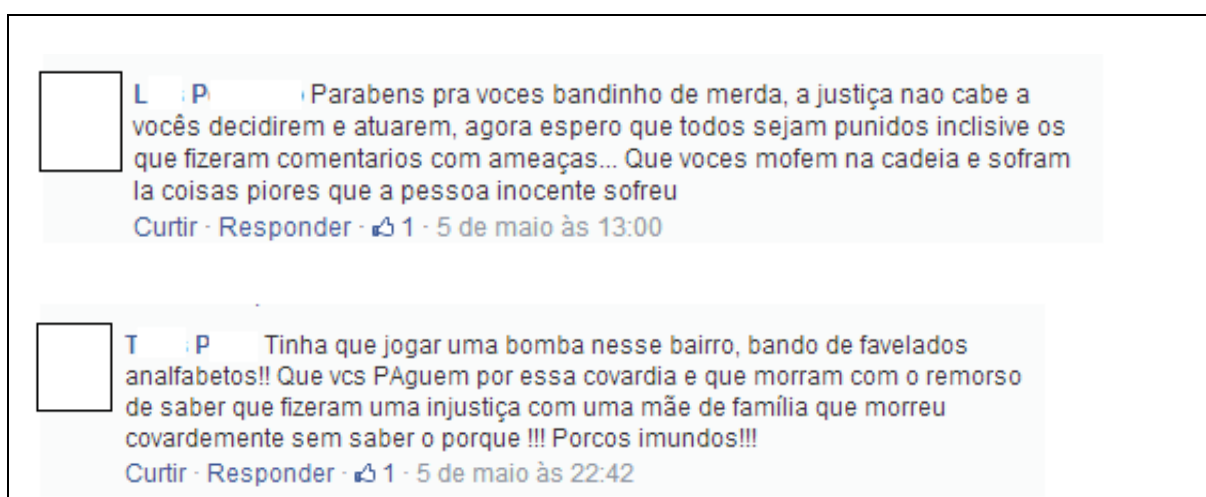 L P Parabens pra voces bandinho de merda, a justiça nao cabe a
vocês decidirem e atuarem, agora espero que todos sejam punidos inclisive os
que fizeram comentarios com ameaças... Que voces mofem na cadeia e sofram
la coisas piores que a pessoa inocente sofreu
Curtir · Responder · 1 · 5 de maio às 13:00
T P Tinha que jogar uma bomba nesse bairro, bando de favelados
analfabetos!! Que vcs PAguem por essa covardia e que morram com o remorso
de saber que fizeram uma injustiça com uma mãe de família que morreu
covardemente sem saber o porque !!! Porcos imundos!!!
Curtir · Responder · 1 · 5 de maio às 22:42